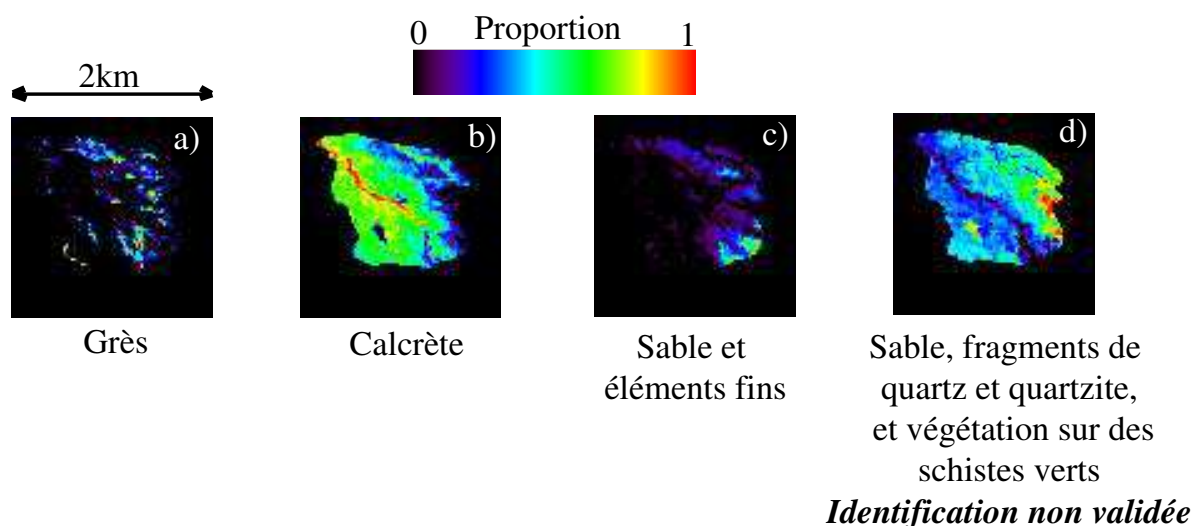 Proportion
0
1
2km
a)
b)
c)
d)
Grès
Calcrète
Sable et
éléments fins
Sable, fragments de
quartz et quartzite,
et végétation sur des
schistes verts
Identification non validée